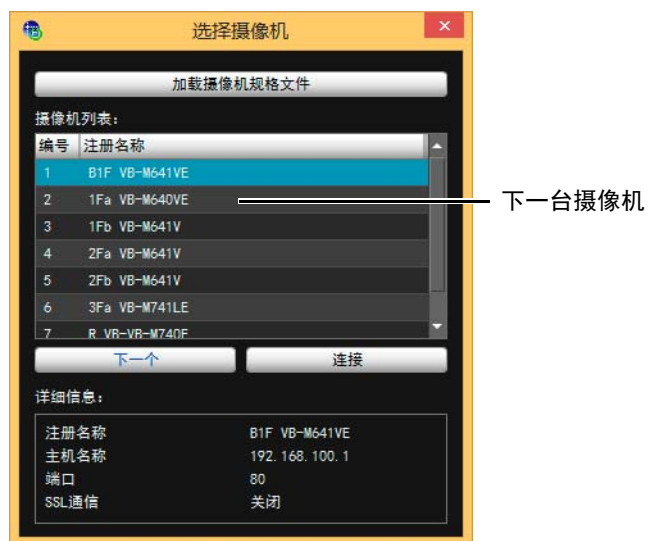 选择摄像机
加载摄像机规格文件
摄像机列表：
编号 注册名称
1 B1F VB-M641VE
2 1Fa VB-M640VE
下一台摄像机
3 1Fb VB-M641V
4 2Fa VB-M641V
5 2Fb VB-M641V
6 3Fa VB-M741LE
7 R VB-VB-M740E
下一个 连接
详细信息：
注册名称 B1F VB-M641VE
主机名称 192.168.100.1
端口 80
SSL通信 关闭